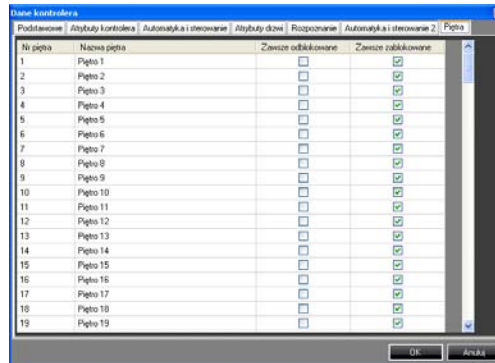 Dane kontrolera
Podstawowe Atrybuty kontrolera Automatyka i sterowanie Atrybuty drzwi Rozpoznanie Automatyka i sterowanie 2 Piętra
Nr piętra Nazwa piętra Zawsze odblokowane Zawsze zablokowane
1 Piętro 1
2 Piętro 2
3 Piętro 3
4 Piętro 4
5 Piętro 5
6 Piętro 6
7 Piętro 7
8 Piętro 8
9 Piętro 9
10 Piętro 10
11 Piętro 11
12 Piętro 12
13 Piętro 13
14 Piętro 14
15 Piętro 15
16 Piętro 16
17 Piętro 17
18 Piętro 18
19 Piętro 19
OK Anuluj